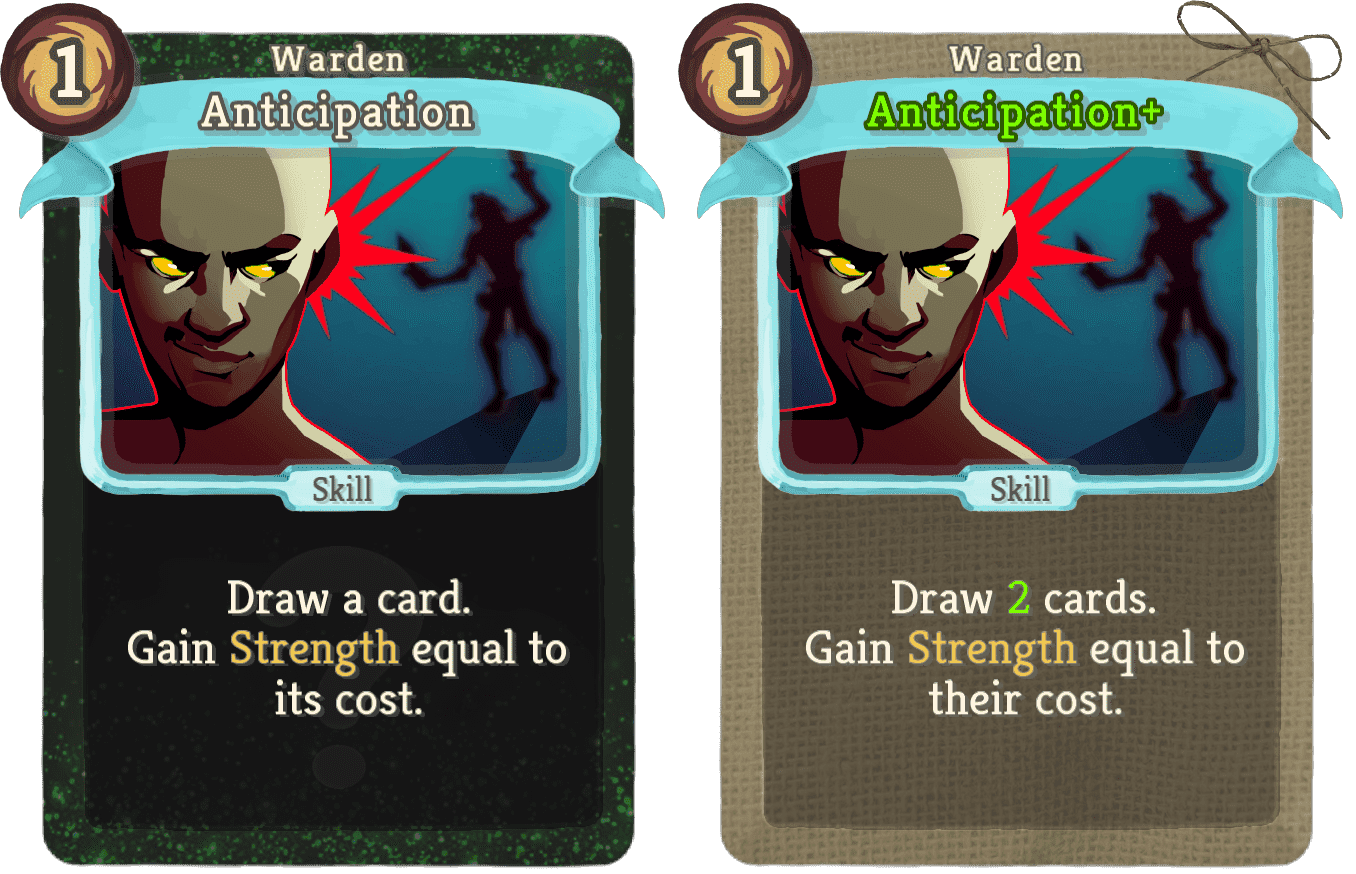 1
Warden
Anticipation
Skill
Draw a card.
Gain Strength equal to
its cost.
1
Warden
Anticipation+
Skill
Draw 2 cards.
Gain Strength equal to
their cost.